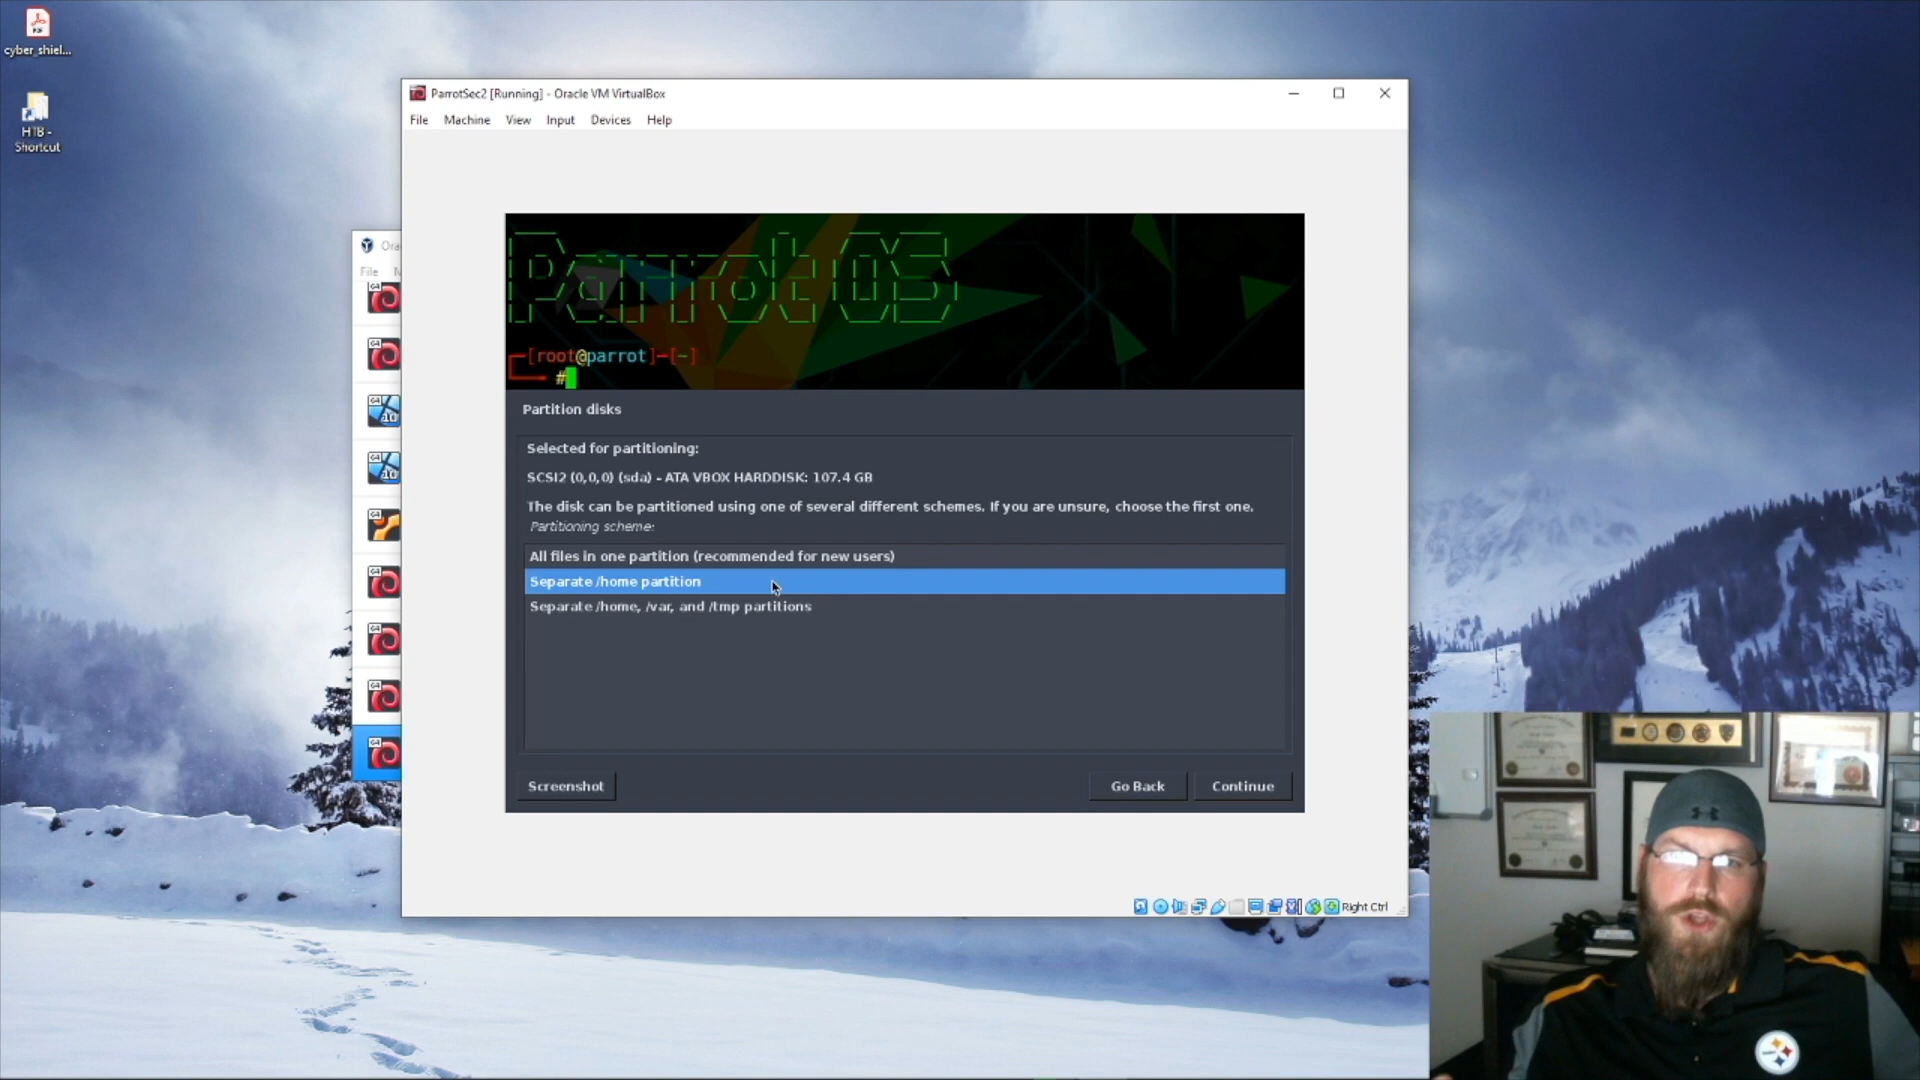 cyber_shiel...
HTB -
Shortcut
ParrotSec2 [Running] - Oracle VM VirtualBox
File Machine View Input Devices Help
Ora
File M
Parrot OS
[root@parrot]-[~]
#
Partition disks
Selected for partitioning:
SCSI2 (0,0,0) (sda) - ATA VBOX HARDDISK: 107.4 GB
The disk can be partitioned using one of several different schemes. If you are unsure, choose the first one.
Partitioning scheme:
All files in one partition (recommended for new users)
Separate /home partition
Separate /home, /var, and /tmp partitions
Screenshot Go Back Continue
Right Ctrl